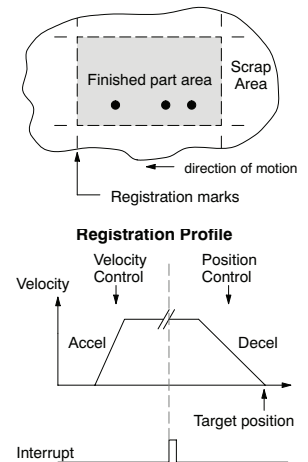 Finished part area
Scrap
Area
direction of motion
Registration marks
Registration Profile
Velocity
Control
Position
Control
Velocity
Accel
Decel
Target position
Interrupt